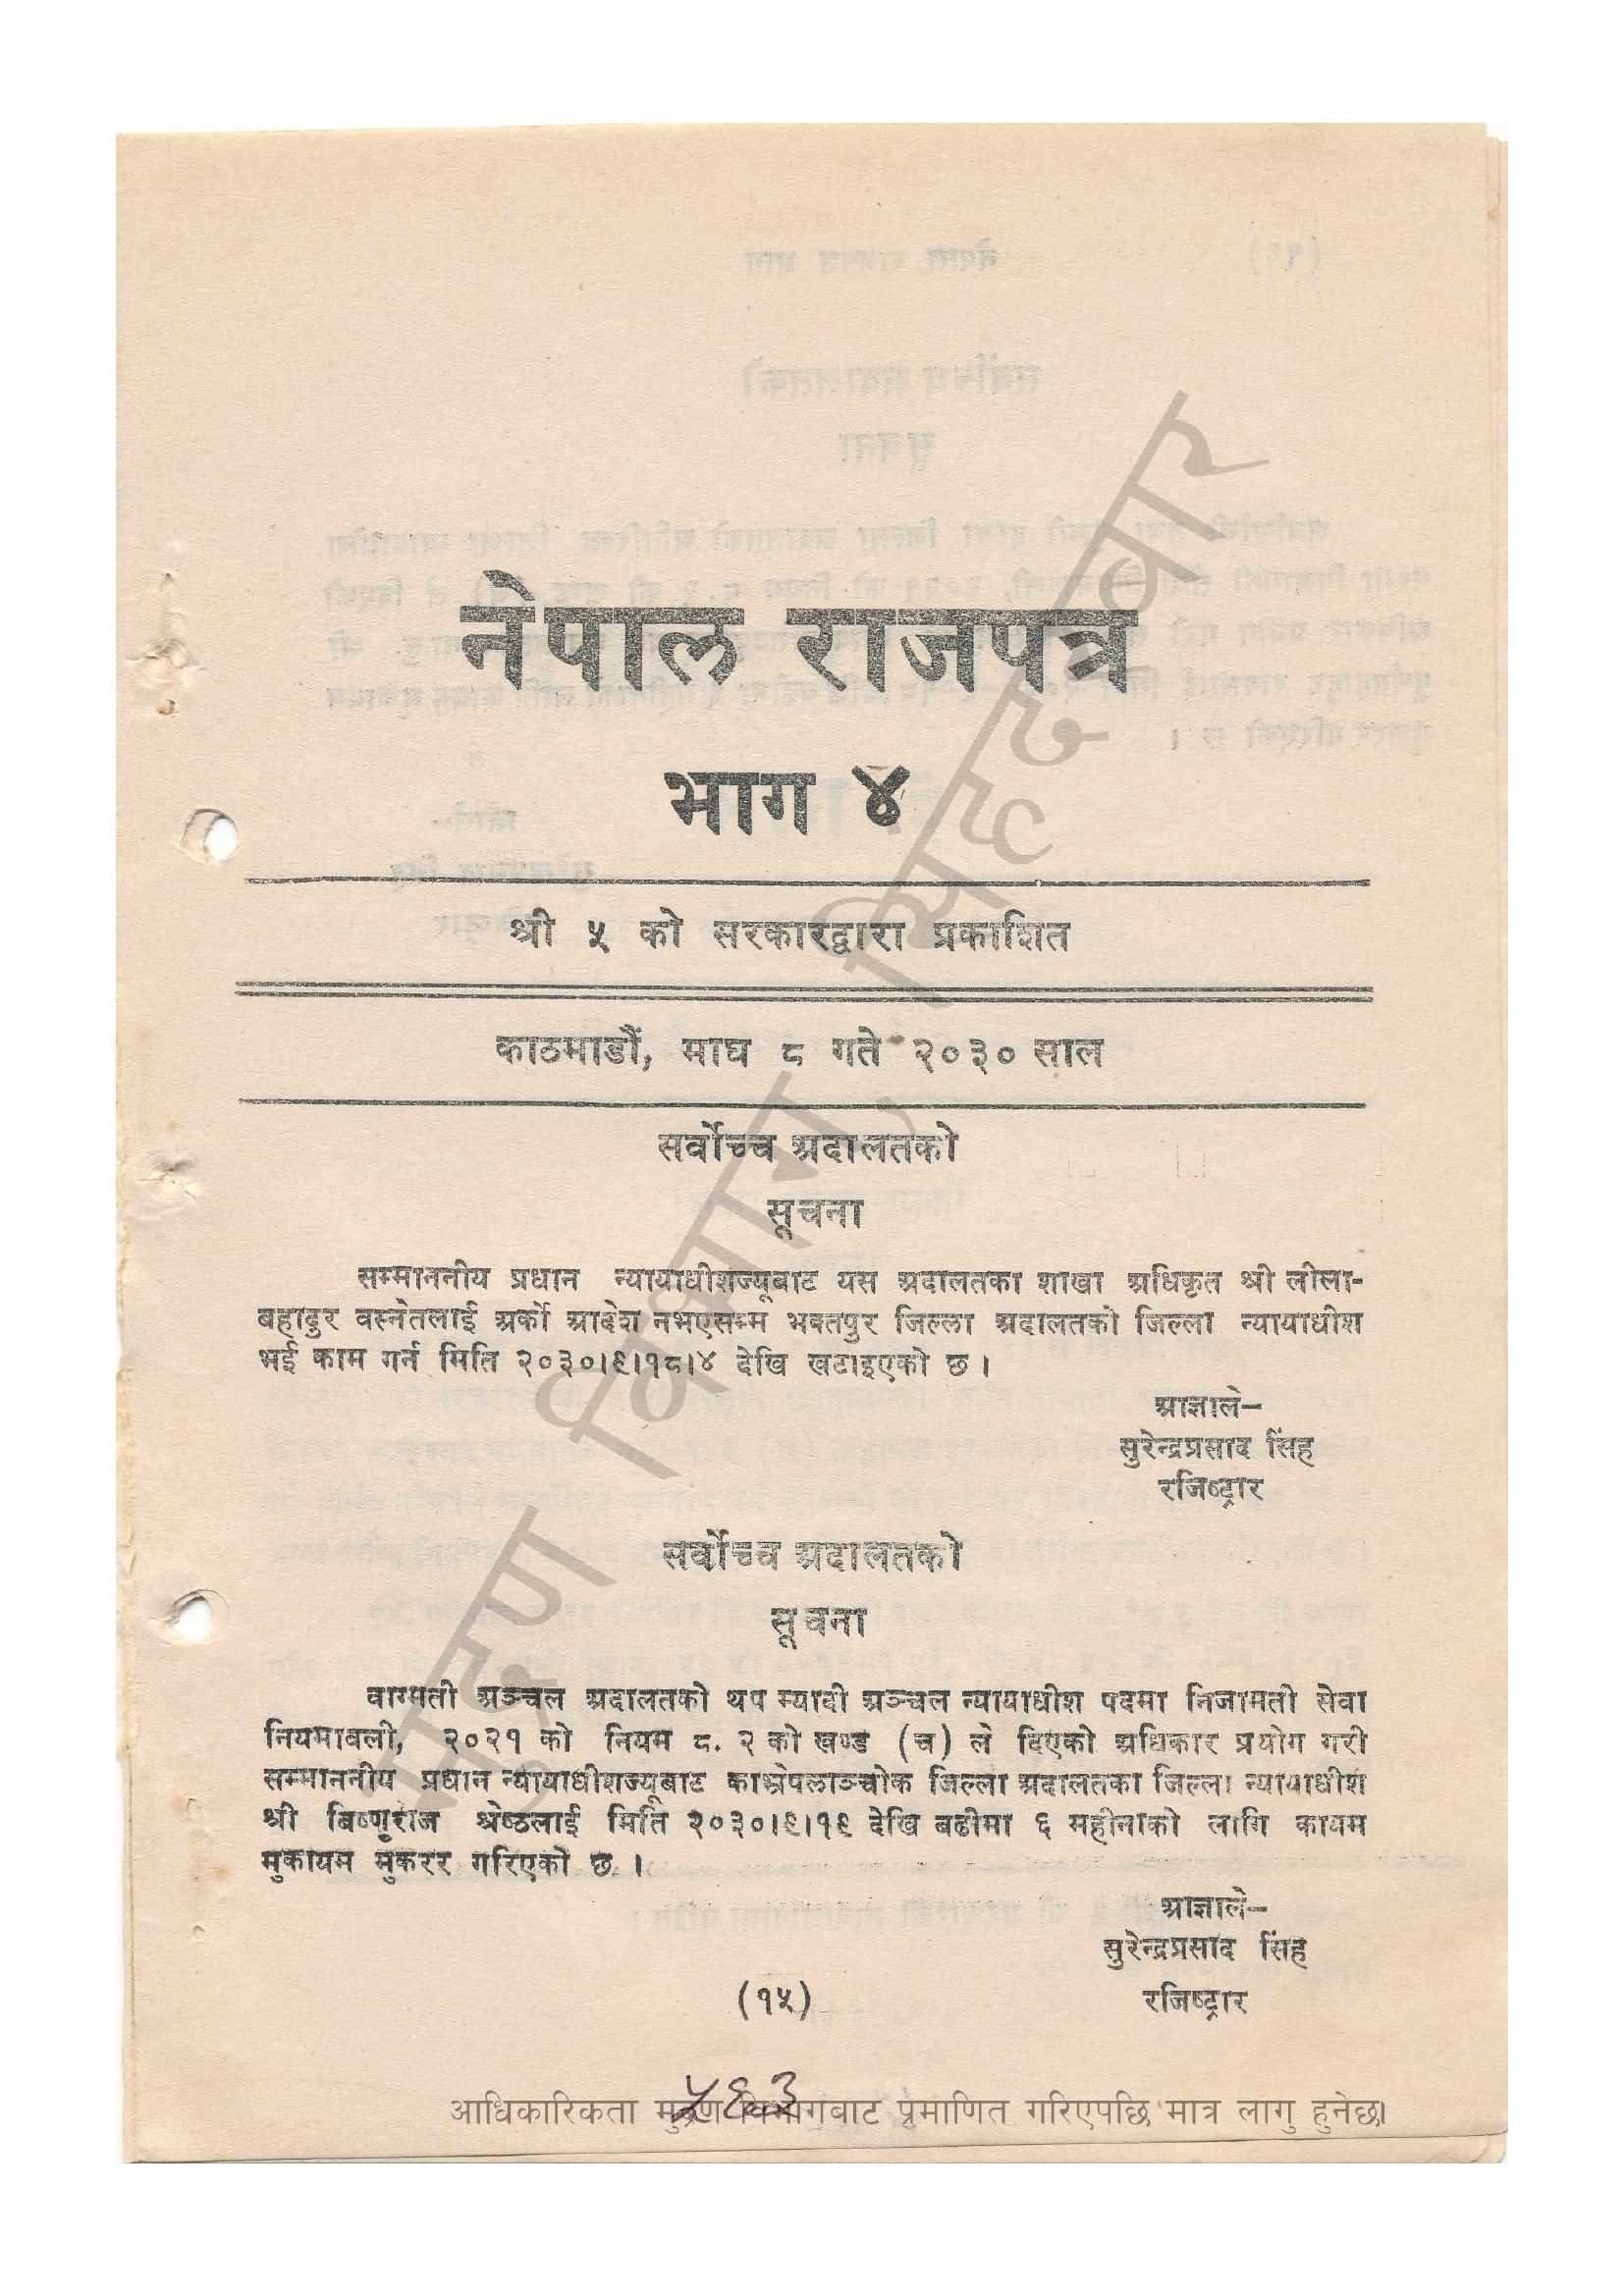 नेपाल राजपत्र
भाग ४
श्री ५ को सरकारद्वारा प्रकाशित
काठमाडौं, माघ ८ गते २०३० साल
सर्वोच्च अदालतको
सूचना
सम्माननीय प्रधान न्यायाधीशज्यूबाट यस अदालतका शाखा अधिकृत श्री लीला-
बहादुर वस्नेतलाई अर्को आदेश नभएसम्म भक्तपुर जिल्ला अदालतको जिल्ला न्यायाधीश
भई काम गर्न मिति २०३०।९।१८।४ देखि खटाइएको छ ।
आज्ञाले–
सुरेन्द्रप्रसाद सिंह
रजिष्ट्रार
सर्वोच्च अदालतको
सूचना
वाग्मती अञ्चल अदालतको थप म्यादी अञ्चल न्यायाधीश पदमा निजामती सेवा
नियमावली, २०२१ को नियम ८. २ को खण्ड (च) ले दिएको अधिकार प्रयोग गरी
सम्माननीय प्रधान न्यायाधीशज्यूबाट काभ्रेपलाञ्चोक जिल्ला अदालतका जिल्ला न्यायाधीश
श्री बिष्णुराज श्रेष्ठलाई मिति २०३०।९।१९ देखि बढीमा ६ महीनाको लागि कायम
मुकायम मुकरर गरिएको छ ।
आज्ञाले–
सुरेन्द्रप्रसाद सिंह
रजिष्ट्रार
(१५)
५६३
आधिकारिकता मुद्रण विभागबाट प्रमाणित गरिएपछि मात्र लागु हुनेछ।
मुद्रण विभाग, सिंहदरबार